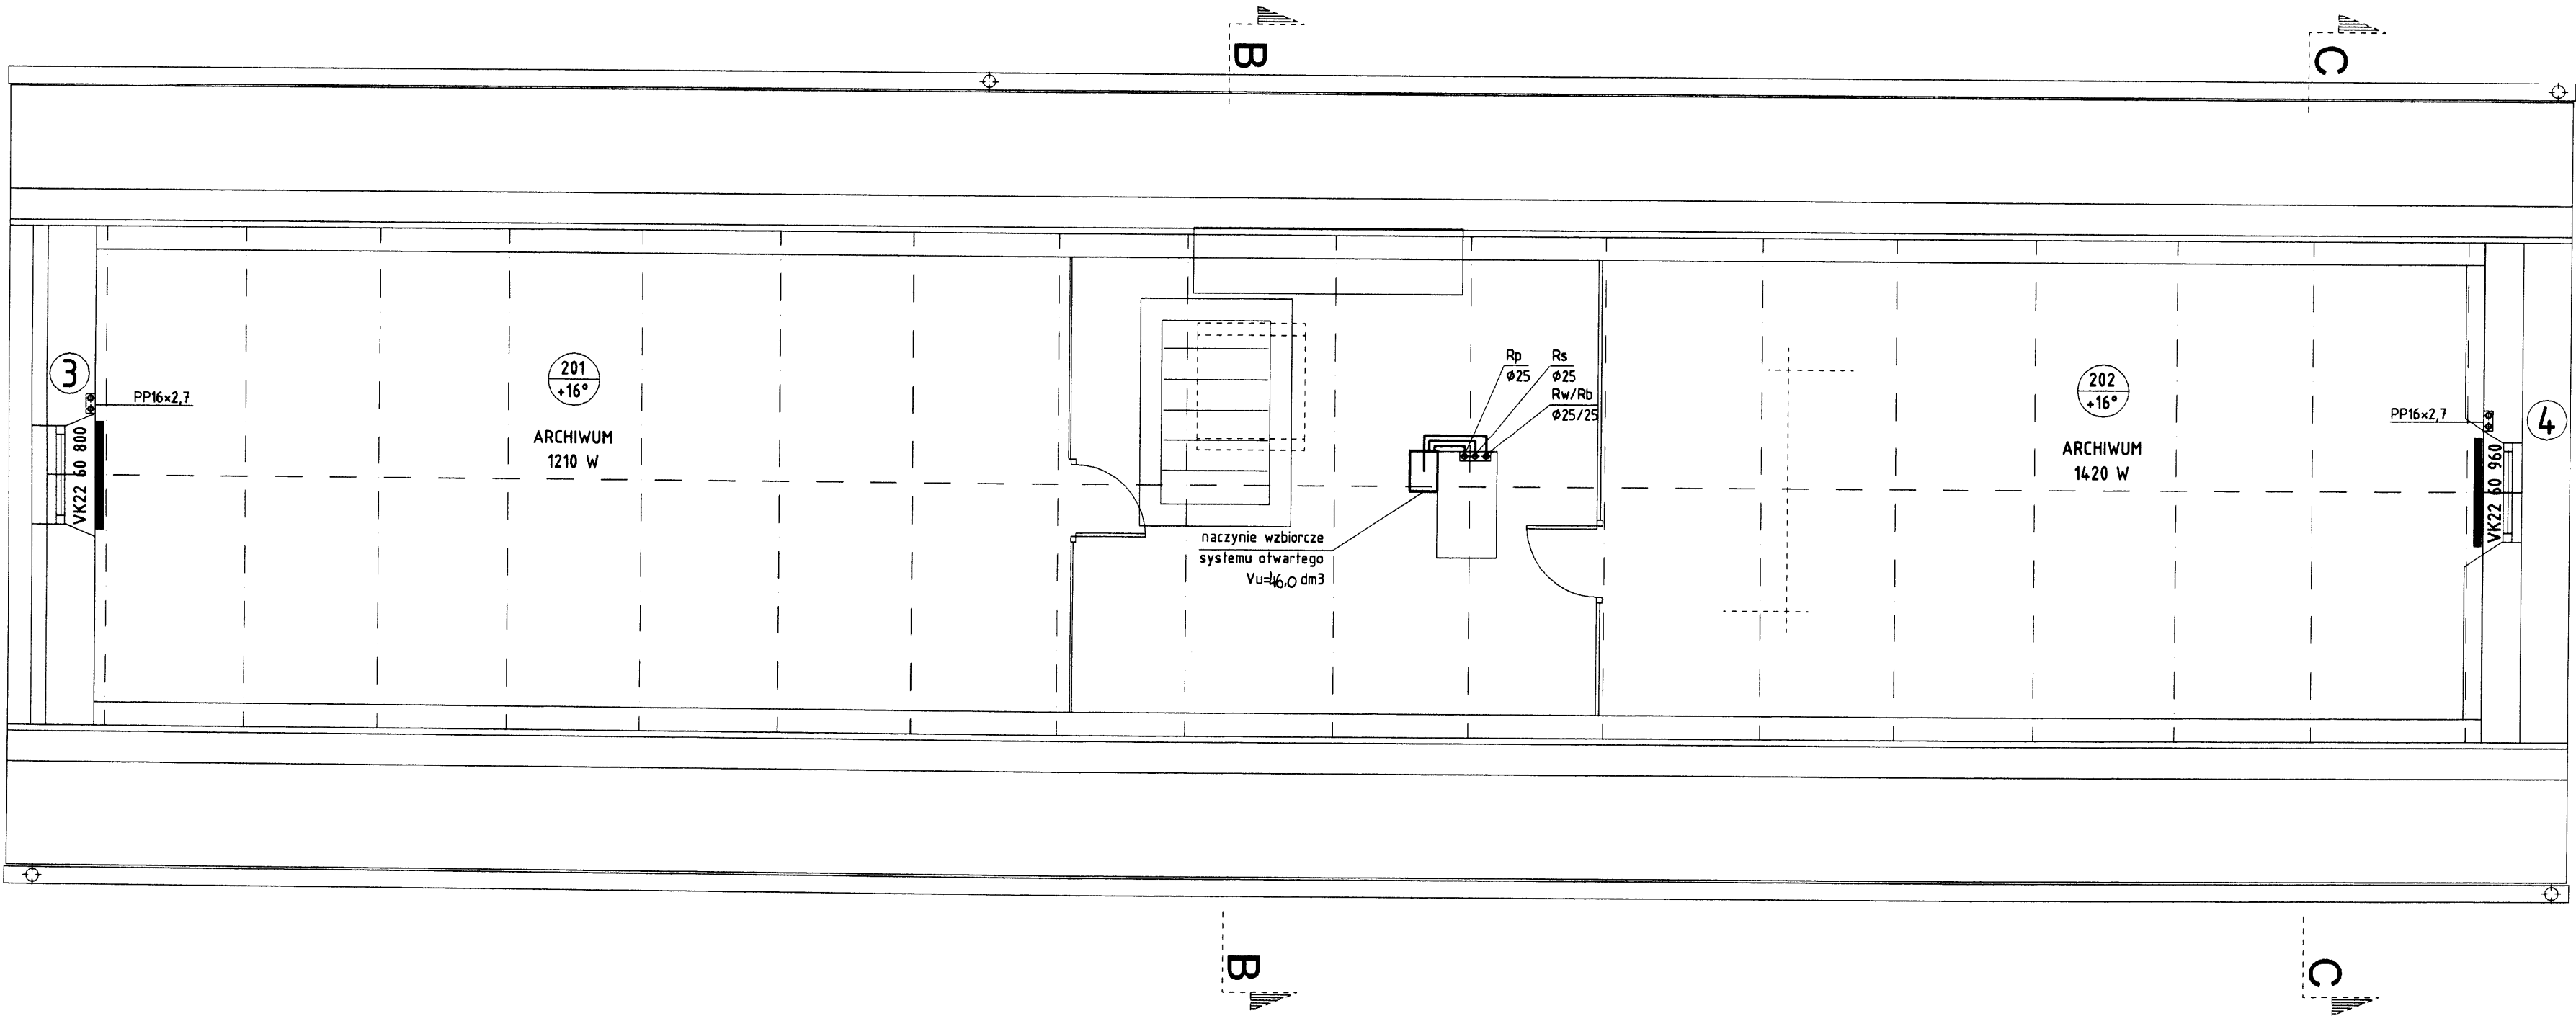 B
C
3
PP16×2,7
VK22 60 800
201
+16°
ARCHIWUM
1210 W
Rp
Ø25
Rs
Ø25
Rw/Rb
Ø25/25
naczynie wzbiorcze
systemu otwartego
Vu=46,0 dm3
202
+16°
ARCHIWUM
1420 W
PP16×2,7
4
VK22 60 960
B
C